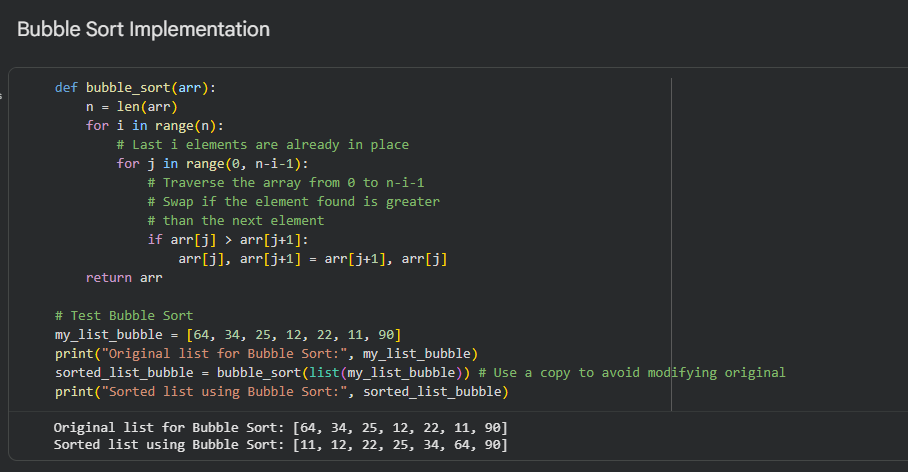 Bubble Sort Implementation
def bubble_sort(arr):
    n = len(arr)
    for i in range(n):
        # Last i elements are already in place
        for j in range(0, n-i-1):
            # Traverse the array from 0 to n-i-1
            # Swap if the element found is greater
            # than the next element
            if arr[j] > arr[j+1]:
                arr[j], arr[j+1] = arr[j+1], arr[j]
    return arr
# Test Bubble Sort
my_list_bubble = [64, 34, 25, 12, 22, 11, 90]
print("Original list for Bubble Sort:", my_list_bubble)
sorted_list_bubble = bubble_sort(list(my_list_bubble)) # Use a copy to avoid modifying original
print("Sorted list using Bubble Sort:", sorted_list_bubble)
Original list for Bubble Sort: [64, 34, 25, 12, 22, 11, 90]
Sorted list using Bubble Sort: [11, 12, 22, 25, 34, 64, 90]